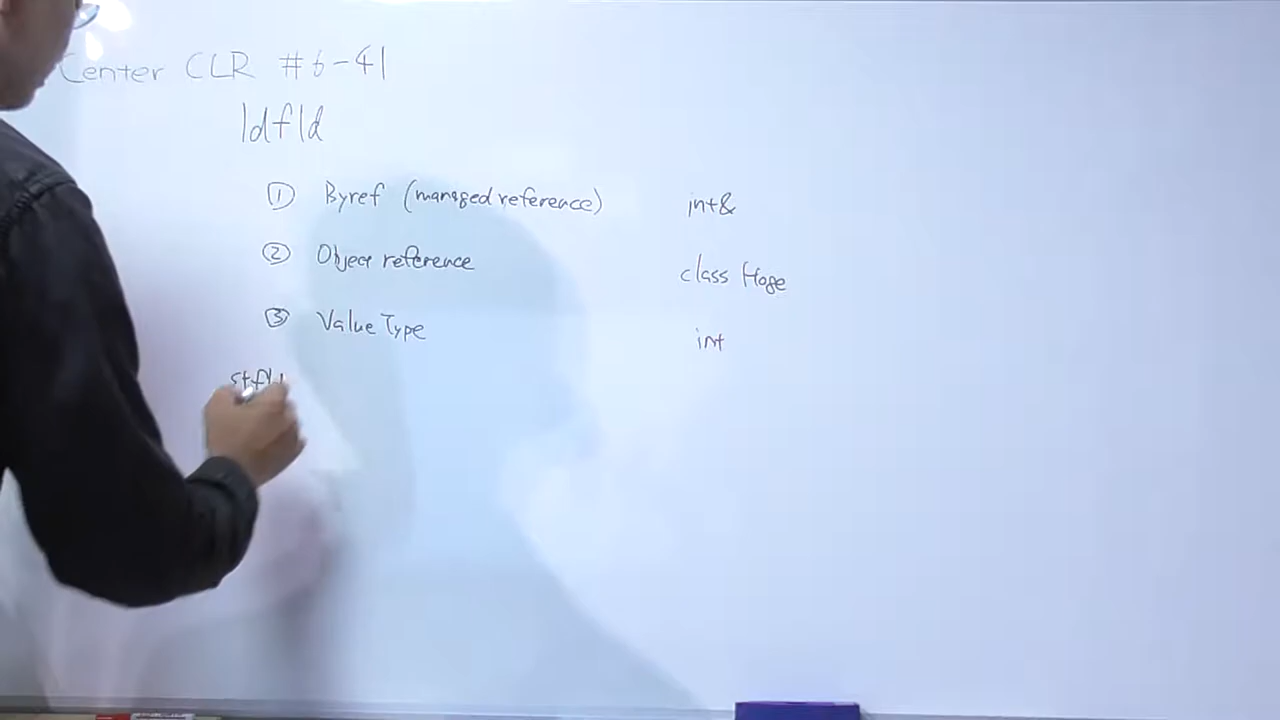 Center CLR #6-41
ldfld
① Byref (managed reference) int&
② Object reference class Hoge
③ Value Type int
stfl